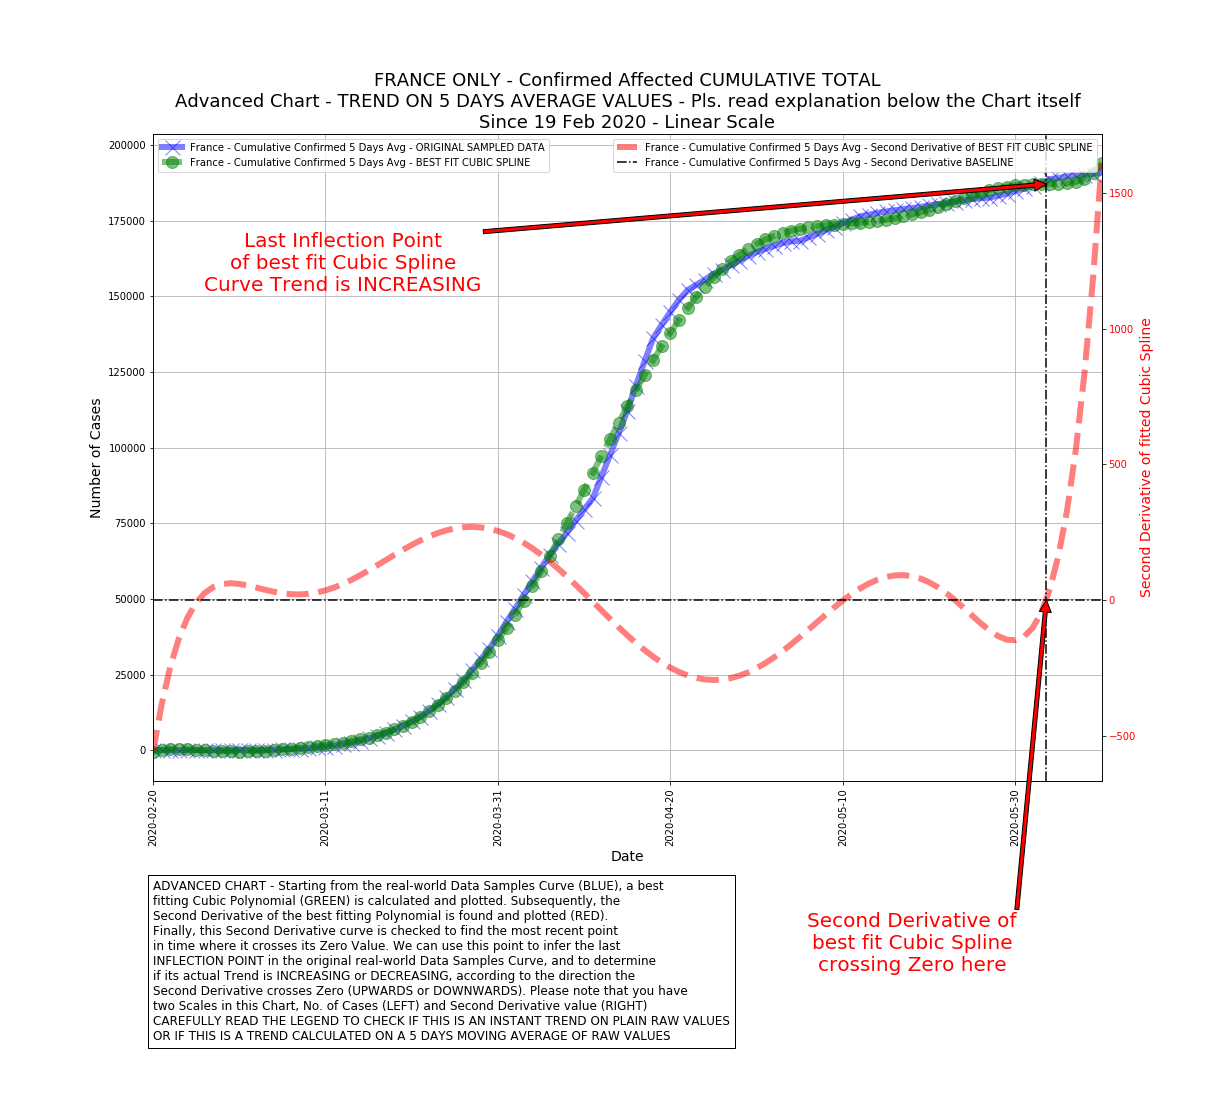 FRANCE ONLY - Confirmed Affected CUMULATIVE TOTAL
Advanced Chart - TREND ON 5 DAYS AVERAGE VALUES - Pls. read explanation below the Chart itself
Since 19 Feb 2020 - Linear Scale
France - Cumulative Confirmed 5 Days Avg - ORIGINAL SAMPLED DATA
France - Cumulative Confirmed 5 Days Avg - BEST FIT CUBIC SPLINE
France - Cumulative Confirmed 5 Days Avg - Second Derivative of BEST FIT CUBIC SPLINE
France - Cumulative Confirmed 5 Days Avg - Second Derivative BASELINE
Last Inflection Point
of best fit Cubic Spline
Curve Trend is INCREASING
Number of Cases
200000
175000
150000
125000
100000
75000
50000
25000
0
Second Derivative of fitted Cubic Spline
1500
1000
500
0
−500
2020-02-20
2020-03-11
2020-03-31
2020-04-20
2020-05-10
2020-05-30
Date
Second Derivative of
best fit Cubic Spline
crossing Zero here
ADVANCED CHART - Starting from the real-world Data Samples Curve (BLUE), a best
fitting Cubic Polynomial (GREEN) is calculated and plotted. Subsequently, the
Second Derivative of the best fitting Polynomial is found and plotted (RED).
Finally, this Second Derivative curve is checked to find the most recent point
in time where it crosses its Zero Value. We can use this point to infer the last
INFLECTION POINT in the original real-world Data Samples Curve, and to determine
if its actual Trend is INCREASING or DECREASING, according to the direction the
Second Derivative crosses Zero (UPWARDS or DOWNWARDS). Please note that you have
two Scales in this Chart, No. of Cases (LEFT) and Second Derivative value (RIGHT)
CAREFULLY READ THE LEGEND TO CHECK IF THIS IS AN INSTANT TREND ON PLAIN RAW VALUES
OR IF THIS IS A TREND CALCULATED ON A 5 DAYS MOVING AVERAGE OF RAW VALUES